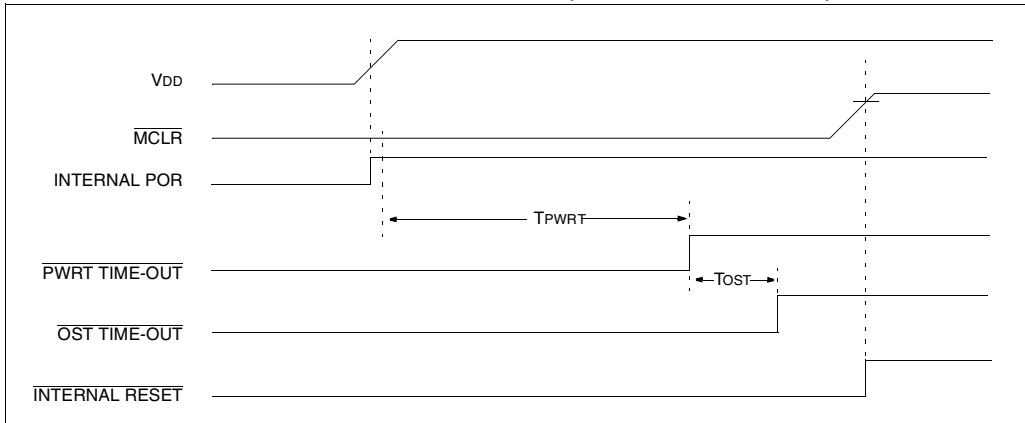 VDD
MCLR
INTERNAL POR
TPWRT
PWRT TIME-OUT
TOST
OST TIME-OUT
INTERNAL RESET